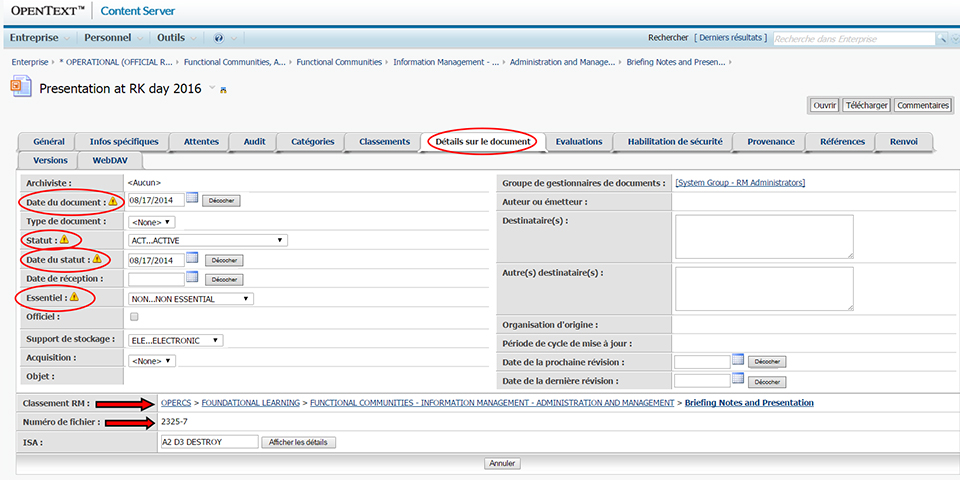 OPENTEXT™ | Content Server
Entreprise Personnel Outils
Rechercher [ Derniers résultats ] Recherche dans Enterprise
Enterprise › * OPERATIONAL (OFFICIAL R... › Functional Communities, A... › Functional Communities › Information Management - ... › Administration and Manage... › Briefing Notes and Presen... ›
Presentation at RK day 2016
Ouvrir Télécharger Commentaires
Général Infos spécifiques Attentes Audit Catégories Classements Détails sur le document Evaluations Habilitation de sécurité Provenance Références Renvoi
Versions WebDAV
Archiviste : <Aucun>
Date du document : 08/17/2014 Décocher
Type de document : <None>
Statut : ACT...ACTIVE
Date du statut : 08/17/2014 Décocher
Date de réception : Décocher
Essentiel : NON...NON ESSENTIAL
Officiel :
Support de stockage : ELE...ELECTRONIC
Acquisition : <None>
Objet :
Groupe de gestionnaires de documents : [System Group - RM Administrators]
Auteur ou émetteur :
Destinataire(s) :
Autre(s) destinataire(s) :
Organisation d'origine :
Période de cycle de mise à jour :
Date de la prochaine révision : Décocher
Date de la dernière révision : Décocher
Classement RM : OPERCS > FOUNDATIONAL LEARNING > FUNCTIONAL COMMUNITIES - INFORMATION MANAGEMENT - ADMINISTRATION AND MANAGEMENT > Briefing Notes and Presentation
Numéro de fichier : 2325-7
ISA : A2 D3 DESTROY Afficher les détails
Annuler